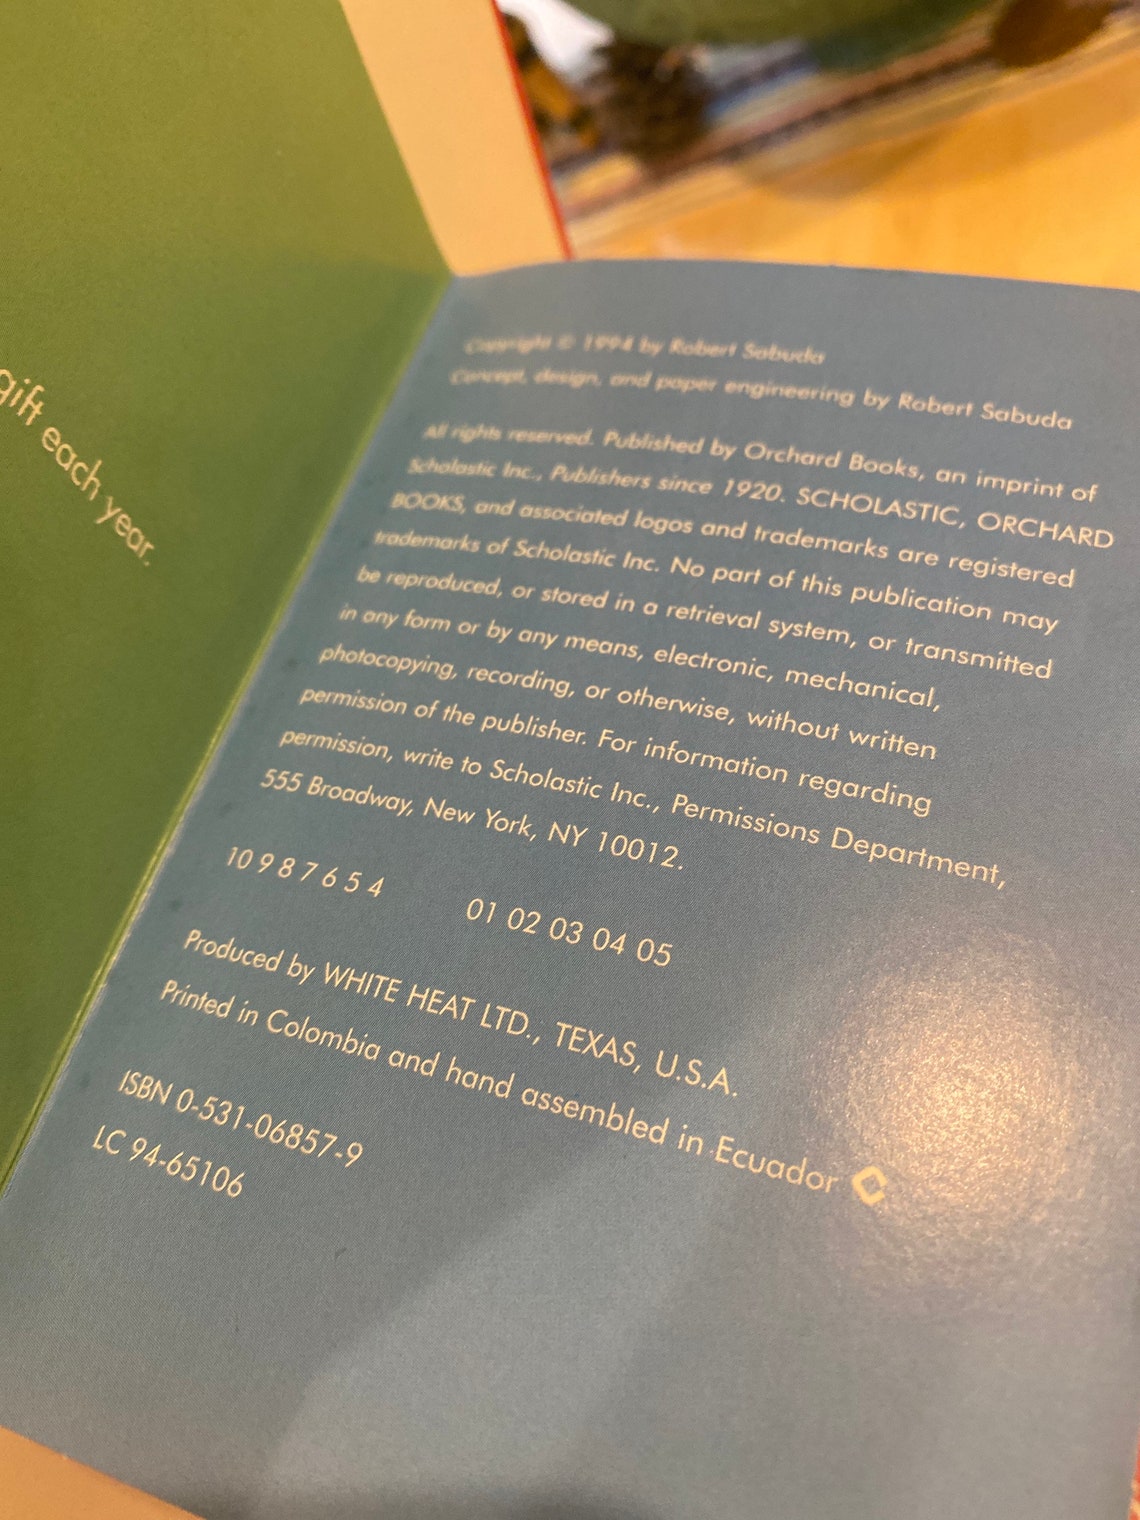 gift each year.
Copyright © 1994 by Robert Sabuda
Concept, design, and paper engineering by Robert Sabuda
All rights reserved. Published by Orchard Books, an imprint of
Scholastic Inc., Publishers since 1920. SCHOLASTIC, ORCHARD
BOOKS, and associated logos and trademarks are registered
trademarks of Scholastic Inc. No part of this publication may
be reproduced, or stored in a retrieval system, or transmitted
in any form or by any means, electronic, mechanical,
photocopying, recording, or otherwise, without written
permission of the publisher. For information regarding
permission, write to Scholastic Inc., Permissions Department,
555 Broadway, New York, NY 10012.
10 9 8 7 6 5 4 01 02 03 04 05
Produced by WHITE HEAT LTD., TEXAS, U.S.A.
Printed in Colombia and hand assembled in Ecuador
ISBN 0-531-06857-9
LC 94-65106